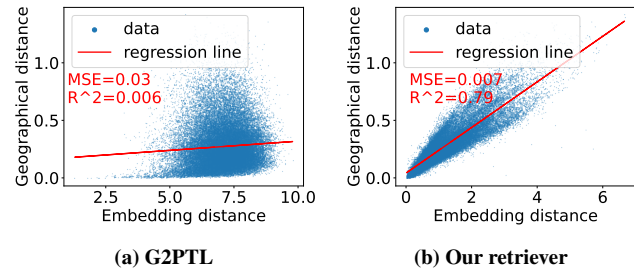 Geographical distance
data
regression line
MSE=0.03
R^2=0.006
1.0
0.5
0.0
2.5 5.0 7.5 10.0
Embedding distance
(a) G2PTL
Geographical distance
data
regression line
MSE=0.007
R^2=0.79
1.0
0.5
0.0
0 2 4 6
Embedding distance
(b) Our retriever